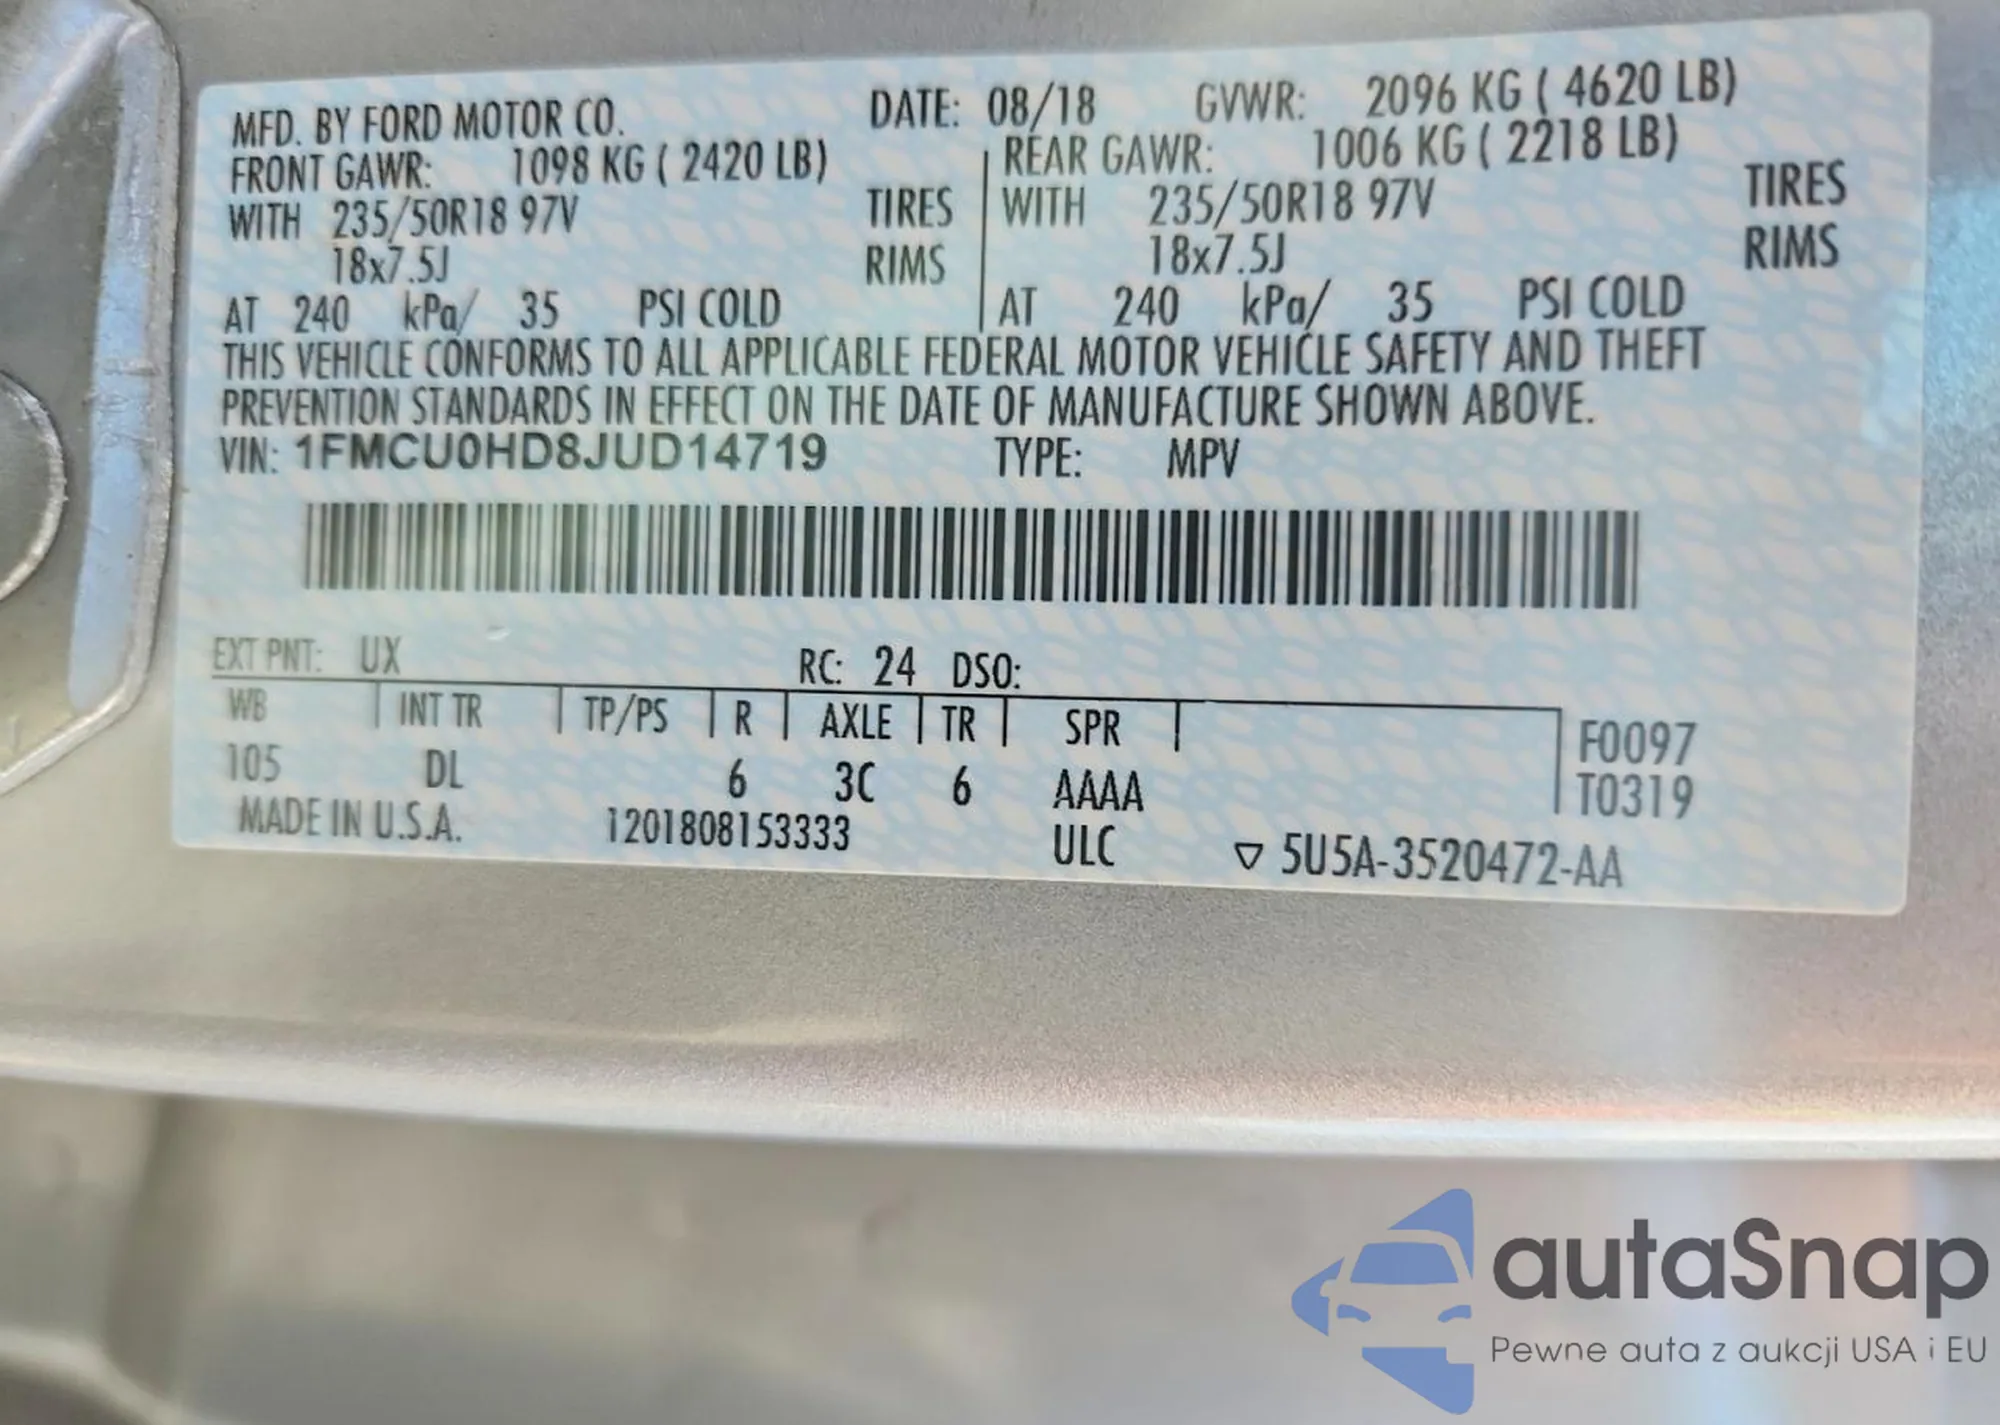 MFD. BY FORD MOTOR CO. DATE: 08/18 GVWR: 2096 KG ( 4620 LB)
FRONT GAWR: 1098 KG ( 2420 LB) REAR GAWR: 1006 KG ( 2218 LB)
WITH 235/50R18 97V TIRES WITH 235/50R18 97V TIRES
18x7.5J RIMS 18x7.5J RIMS
AT 240 kPa/ 35 PSI COLD AT 240 kPa/ 35 PSI COLD
THIS VEHICLE CONFORMS TO ALL APPLICABLE FEDERAL MOTOR VEHICLE SAFETY AND THEFT
PREVENTION STANDARDS IN EFFECT ON THE DATE OF MANUFACTURE SHOWN ABOVE.
VIN: 1FMCU0HD8JUD14719 TYPE: MPV
EXT PNT: UX RC: 24 DSO:
WB INT TR TP/PS R AXLE TR SPR F0097
105 DL 6 3C 6 AAAA T0319
MADE IN U.S.A. 1201808153333 ULC ▽ 5U5A-3520472-AA
autaSnap
Pewne auta z aukcji USA i EU